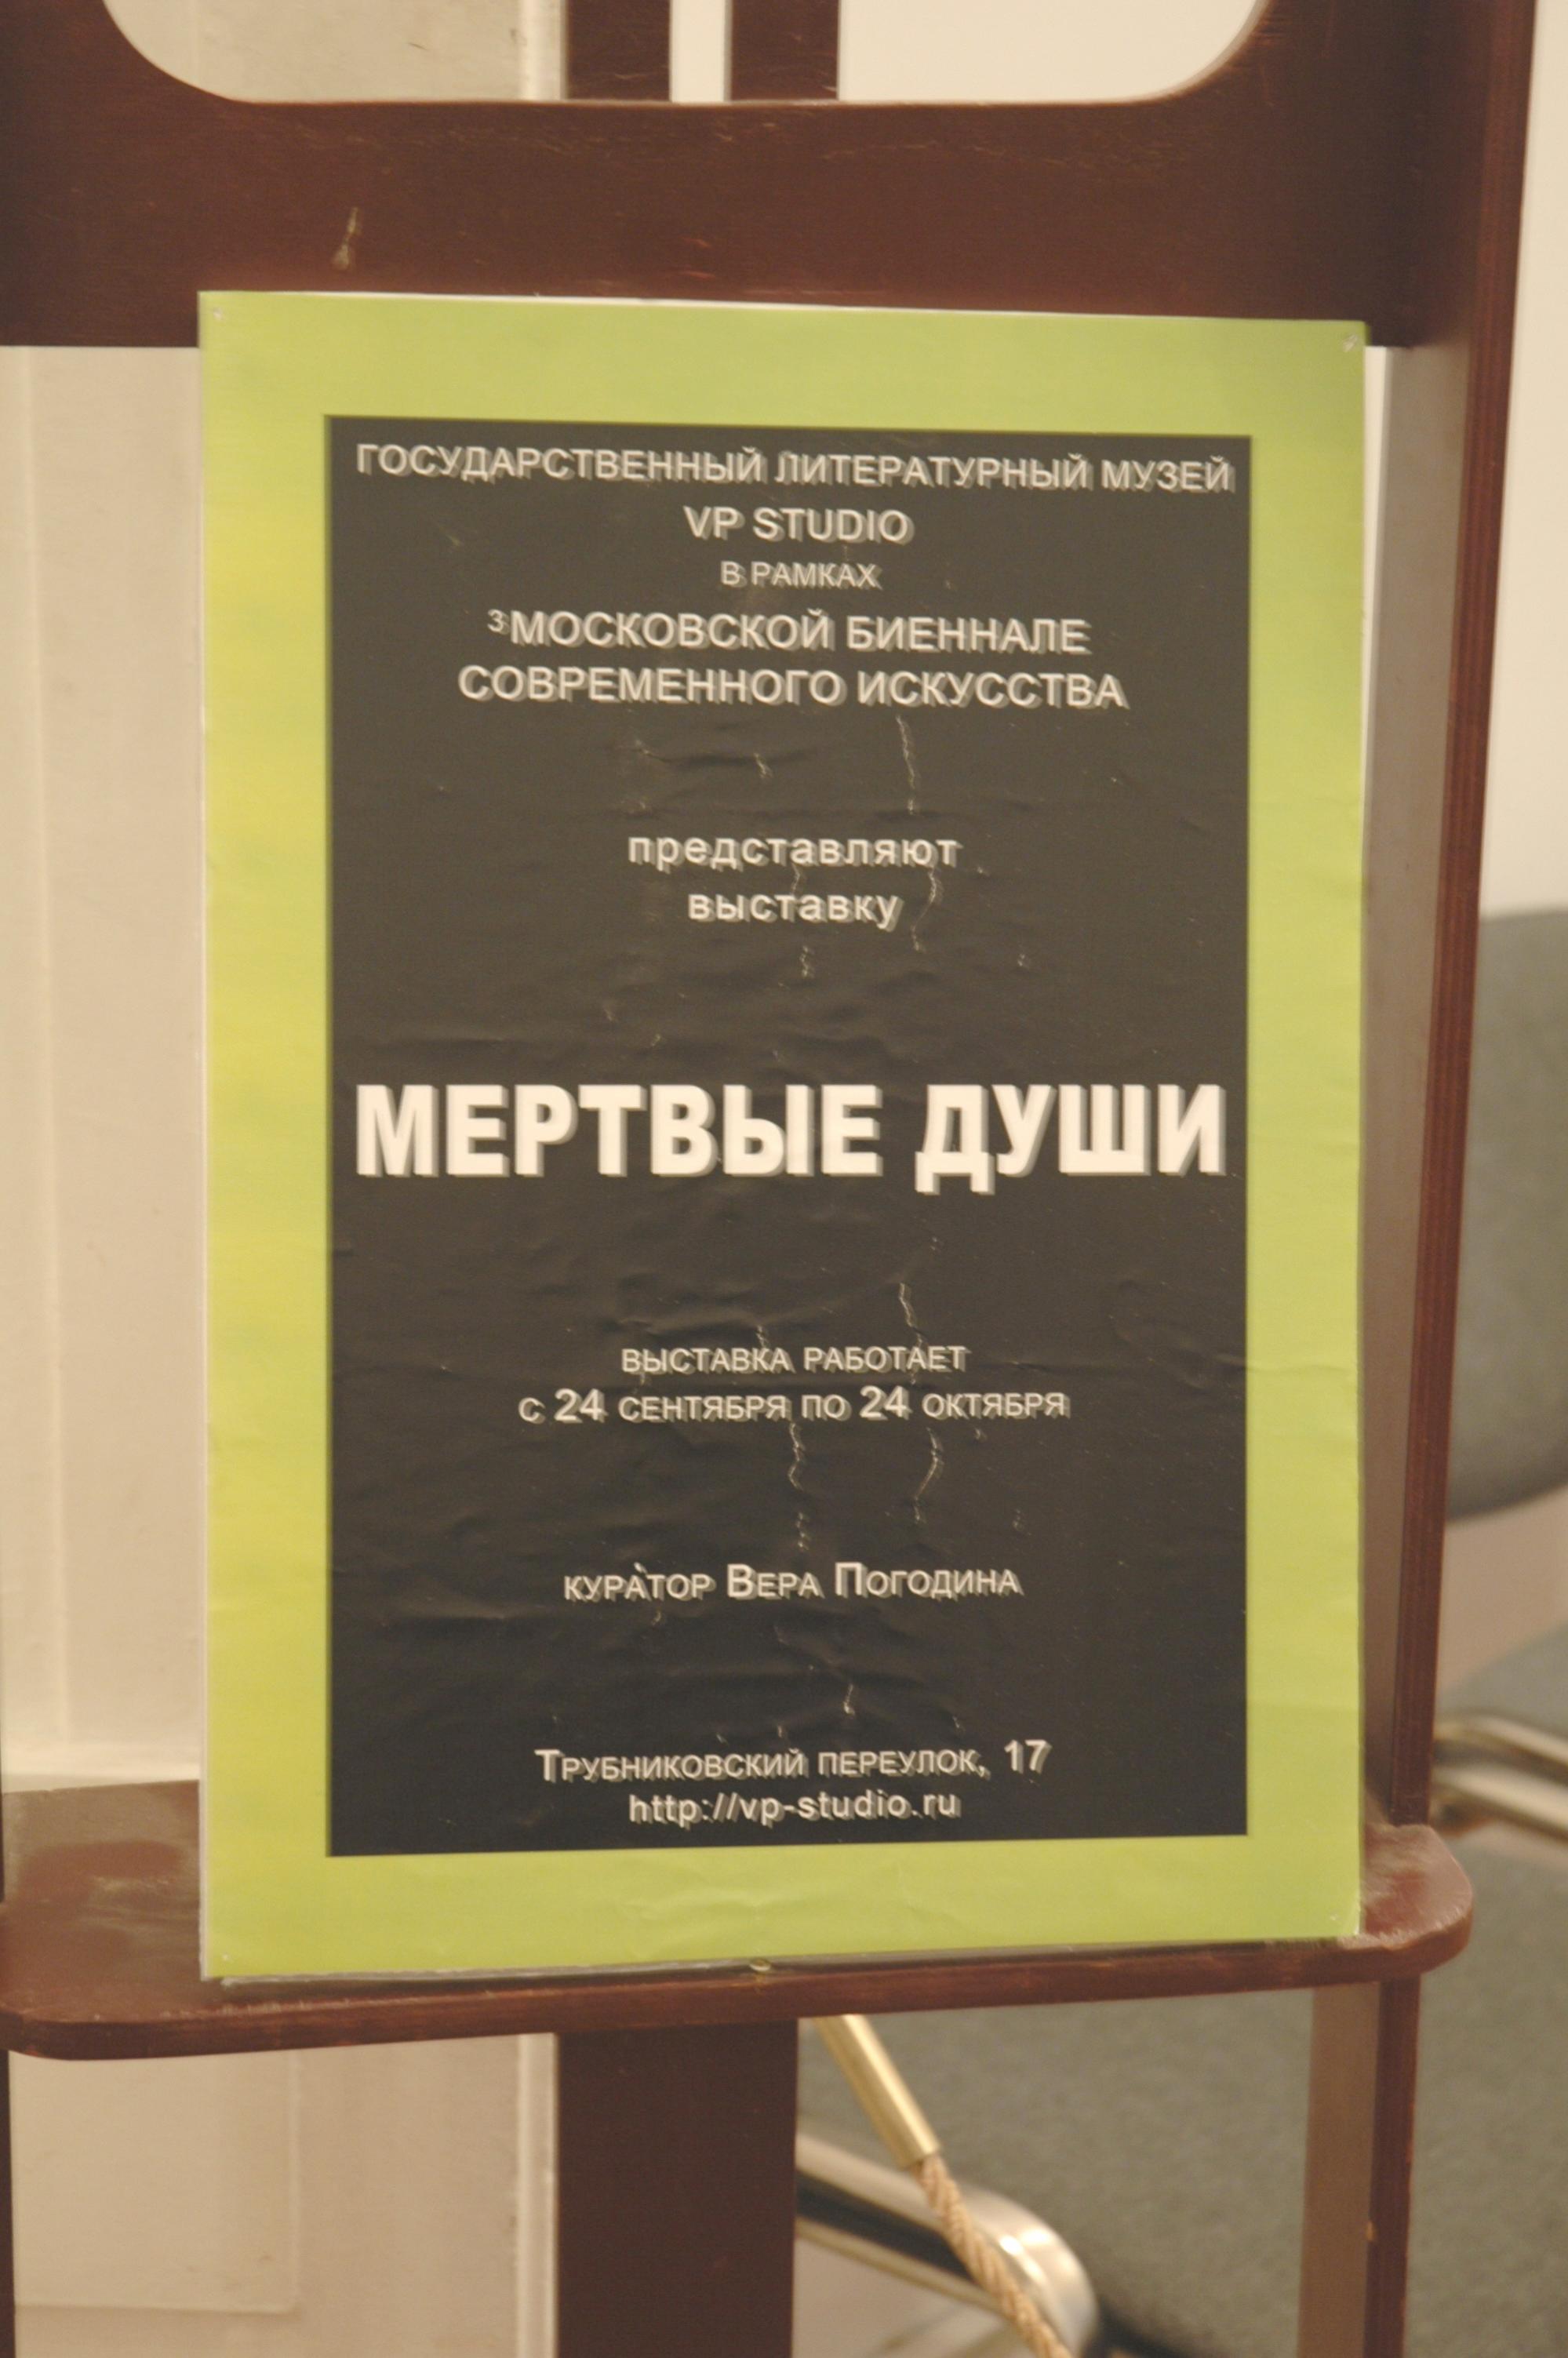 ГОСУДАРСТВЕННЫЙ ЛИТЕРАТУРНЫЙ МУЗЕЙ
VP STUDIO
В РАМКАХ
3 МОСКОВСКОЙ БИЕННАЛЕ
СОВРЕМЕННОГО ИСКУССТВА
представляют
выставку
МЕРТВЫЕ ДУШИ
ВЫСТАВКА РАБОТАЕТ
С 24 СЕНТЯБРЯ ПО 24 ОКТЯБРЯ
КУРАТОР ВЕРА ПОГОДИНА
ТРУБНИКОВСКИЙ ПЕРЕУЛОК, 17
http://vp-studio.ru